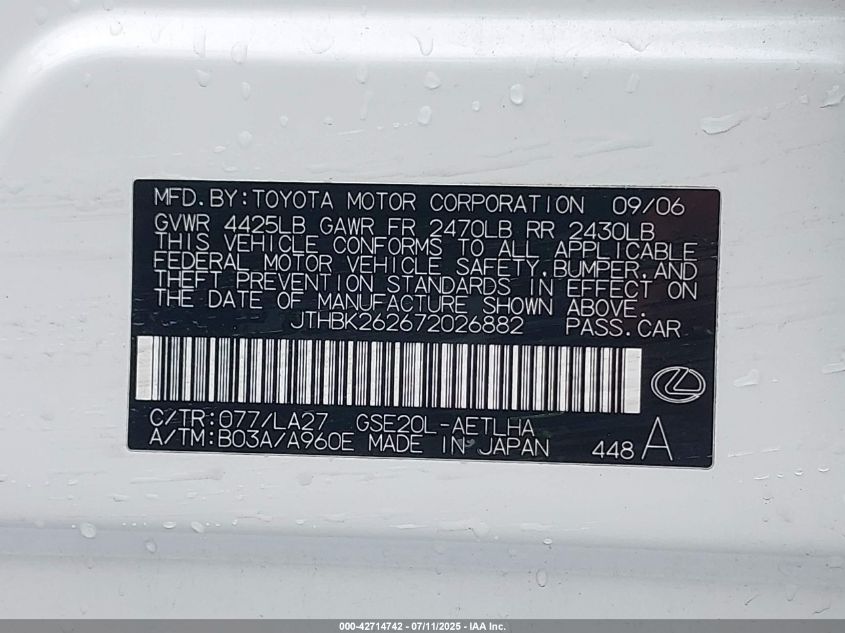 MFD.BY:TOYOTA MOTOR CORPORATION 09/06
GVWR 4425LB GAWR FR 2470LB RR 2430LB
THIS VEHICLE CONFORMS TO ALL APPLICABLE
FEDERAL MOTOR VEHICLE SAFETY,BUMPER,AND
THEFT PREVENTION STANDARDS IN EFFECT ON
THE DATE OF MANUFACTURE SHOWN ABOVE.
JTHBK262672026882 PASS.CAR
C/TR:077/LA27 GSE20L-AETLHA
A/TM:B03A/A960E MADE IN JAPAN 448 A
000-42714742 - 07/11/2025 - IAA Inc.